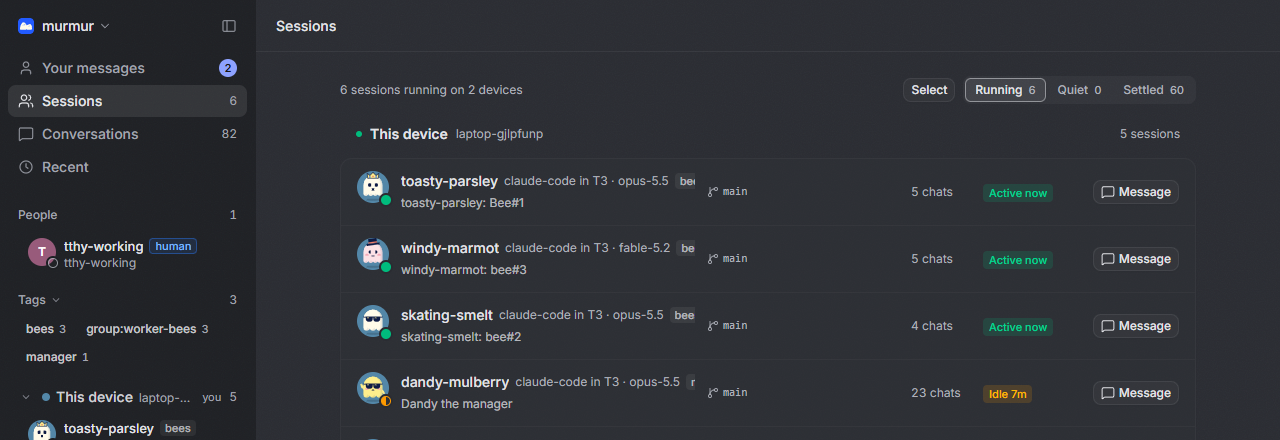 murmur
Your messages 2
Sessions 6
Conversations 82
Recent
People 1
T tthy-working human
tthy-working
Tags 3
bees 3 group:worker-bees 3
manager 1
This device laptop-... you 5
toasty-parsley bees
Sessions
6 sessions running on 2 devices Select Running 6 Quiet 0 Settled 60
This device laptop-gjlpfunp 5 sessions
toasty-parsley claude-code in T3 · opus-5.5 bee main 5 chats Active now Message
toasty-parsley: Bee#1
windy-marmot claude-code in T3 · fable-5.2 be main 5 chats Active now Message
windy-marmot: bee#3
skating-smelt claude-code in T3 · opus-5.5 bee main 4 chats Active now Message
skating-smelt: bee#2
dandy-mulberry claude-code in T3 · opus-5.5 main 23 chats Idle 7m Message
Dandy the manager